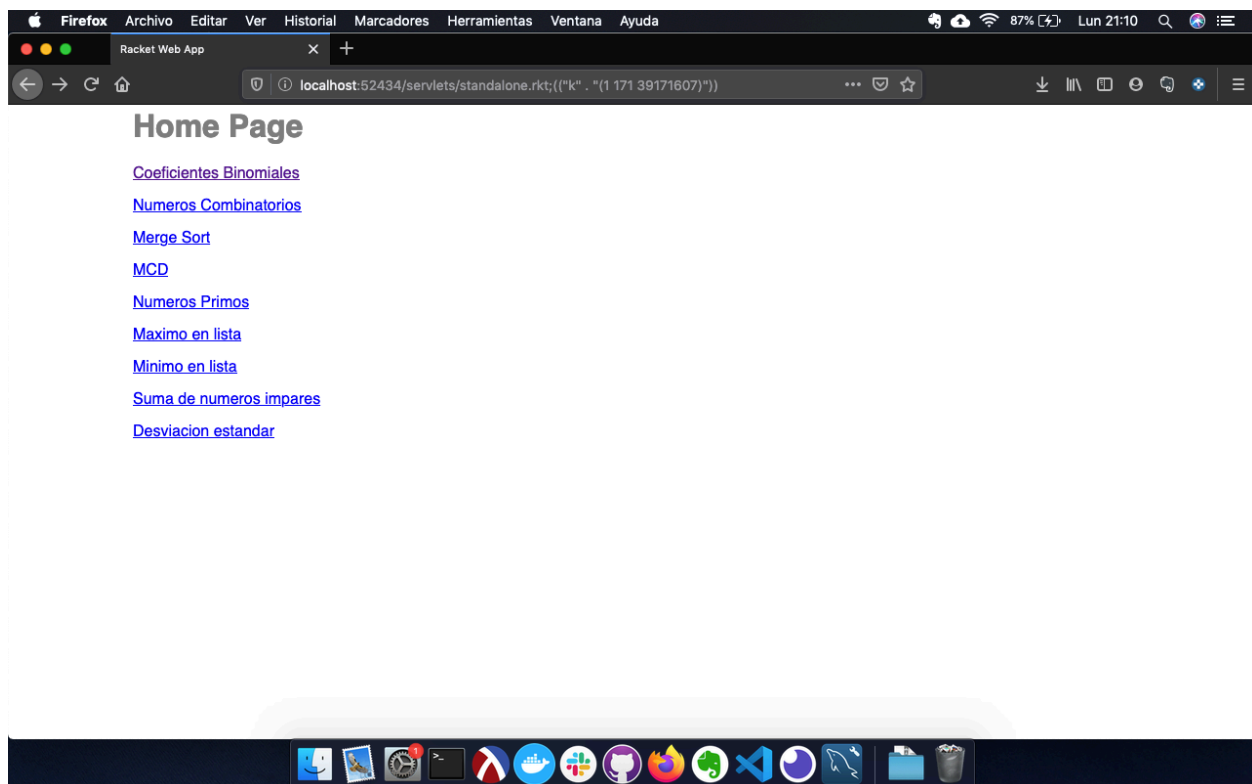 Firefox Archivo Editar Ver Historial Marcadores Herramientas Ventana Ayuda 87% Lun 21:10
Racket Web App
localhost:52434/servlets/standalone.rkt;(("k" . "(1 171 39171607)"))
Home Page
Coeficientes Binomiales
Numeros Combinatorios
Merge Sort
MCD
Numeros Primos
Maximo en lista
Minimo en lista
Suma de numeros impares
Desviacion estandar
1